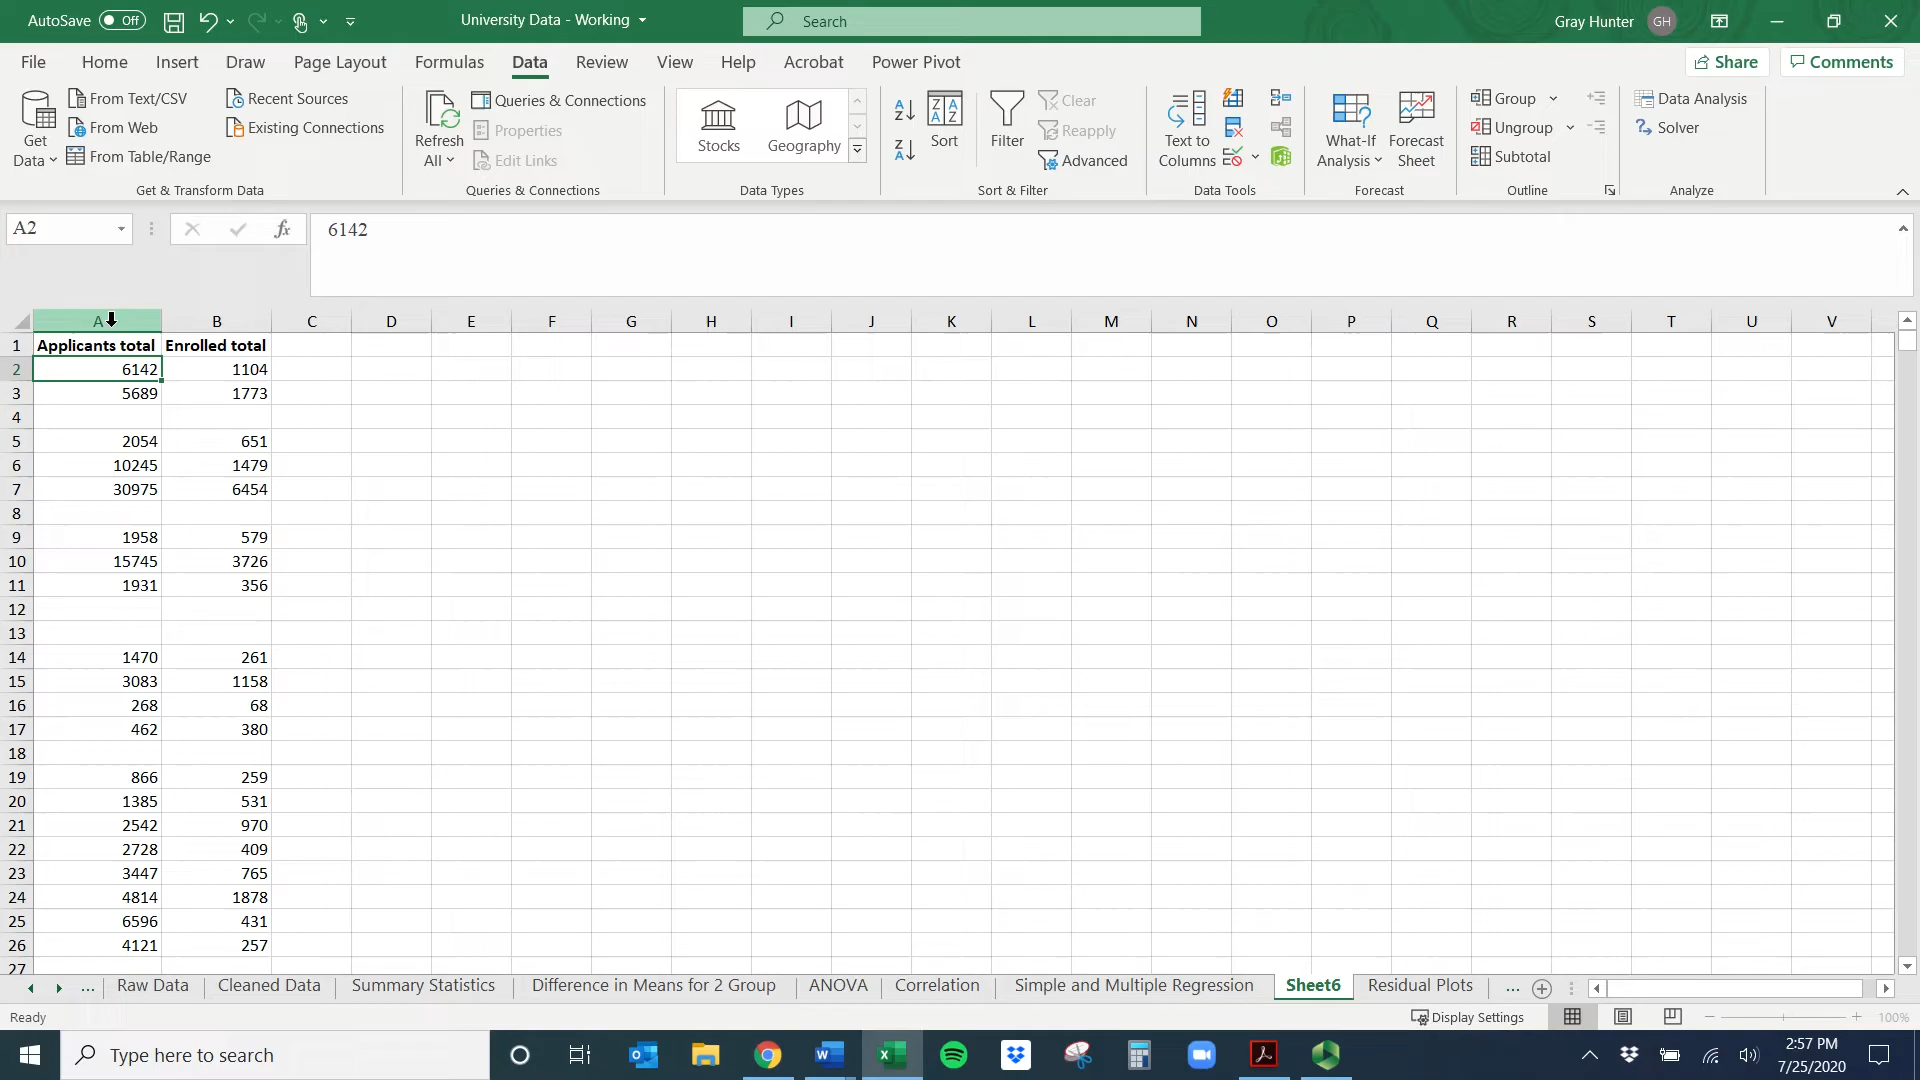 AutoSave Off University Data - Working Search Gray Hunter GH
File Home Insert Draw Page Layout Formulas Data Review View Help Acrobat Power Pivot Share Comments
Get Data
From Text/CSV
From Web
From Table/Range
Recent Sources
Existing Connections
Get & Transform Data
Refresh All
Queries & Connections
Properties
Edit Links
Queries & Connections
Stocks
Geography
Data Types
Sort
Filter
Clear
Reapply
Advanced
Sort & Filter
Text to Columns
Data Tools
What-If Analysis
Forecast Sheet
Forecast
Group
Ungroup
Subtotal
Outline
Data Analysis
Solver
Analyze
A2 fx 6142
A B C D E F G H I J K L M N O P Q R S T U V
1 Applicants total Enrolled total
2 6142 1104
3 5689 1773
4
5 2054 651
6 10245 1479
7 30975 6454
8
9 1958 579
10 15745 3726
11 1931 356
12
13
14 1470 261
15 3083 1158
16 268 68
17 462 380
18
19 866 259
20 1385 531
21 2542 970
22 2728 409
23 3447 765
24 4814 1878
25 6596 431
26 4121 257
27
... Raw Data Cleaned Data Summary Statistics Difference in Means for 2 Group ANOVA Correlation Simple and Multiple Regression Sheet6 Residual Plots ...
Ready Display Settings 100%
Type here to search
2:57 PM
7/25/2020